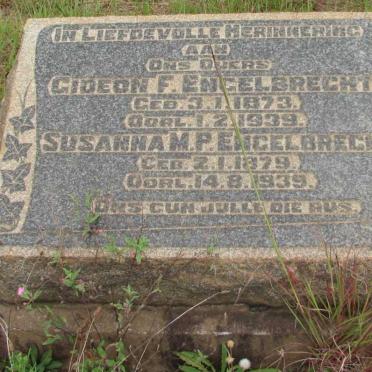 IN LIEFDEVOLLE HERINNERING
AAN
ONS OUERS
GIDEON F. ENGELBRECHT
GEB. 3.1.1873.
OORL. 1.2.1939.
SUSANNA M.P. ENGELBRECH
GEB. 2.1.1879.
OORL. 14.8.1939.
ONS GUN JULLE DIE RUS.